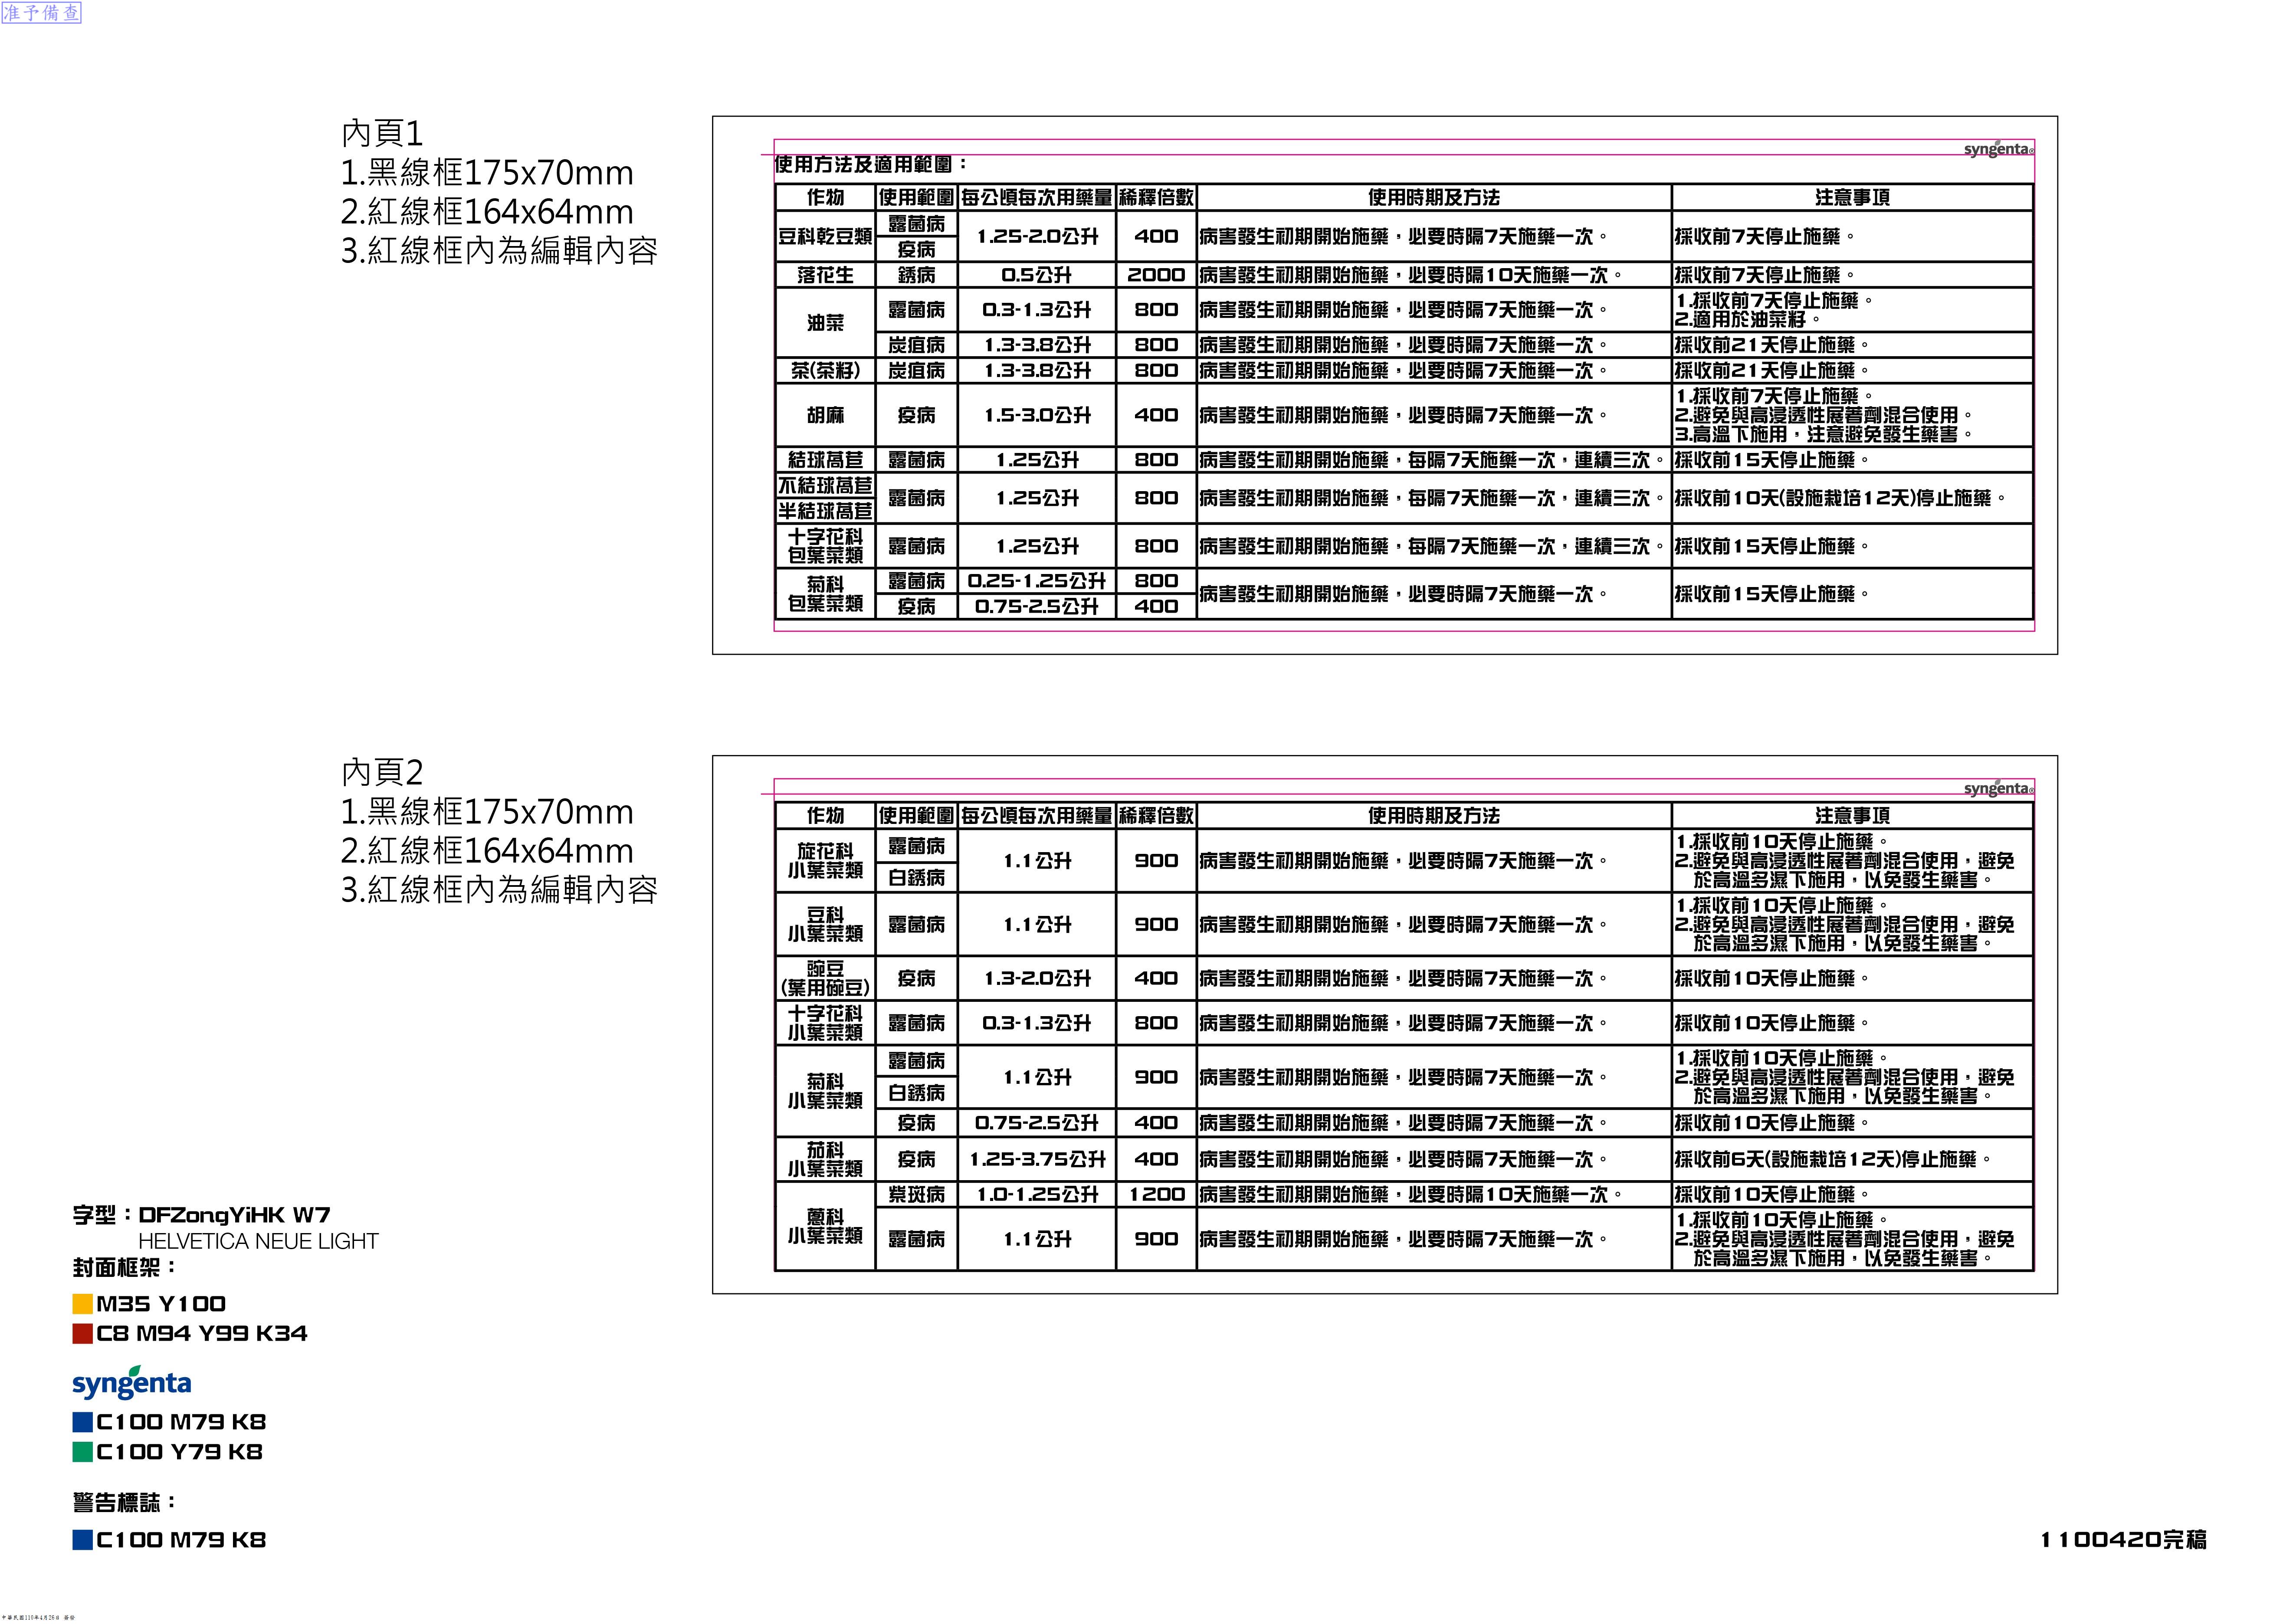 准予備查
內頁1
1.黑線框175x70mm
2.紅線框164x64mm
3.紅線框內為編輯內容
syngenta®
使用方法及適用範圍：
作物 使用範圍 每公頃每次用藥量 稀釋倍數 使用時期及方法 注意事項
豆科乾豆類 露菌病 疫病 1.25-2.0公升 400 病害發生初期開始施藥，必要時隔7天施藥一次。 採收前7天停止施藥。
落花生 銹病 0.5公升 2000 病害發生初期開始施藥，必要時隔10天施藥一次。 採收前7天停止施藥。
油菜 露菌病 0.3-1.3公升 800 病害發生初期開始施藥，必要時隔7天施藥一次。 1.採收前7天停止施藥。
2.適用於油菜籽。
炭疽病 1.3-3.8公升 800 病害發生初期開始施藥，必要時隔7天施藥一次。 採收前21天停止施藥。
茶(茶籽) 炭疽病 1.3-3.8公升 800 病害發生初期開始施藥，必要時隔7天施藥一次。 採收前21天停止施藥。
胡麻 疫病 1.5-3.0公升 400 病害發生初期開始施藥，必要時隔7天施藥一次。 1.採收前7天停止施藥。
2.避免與高浸透性展著劑混合使用。
3.高溫下施用，注意避免發生藥害。
結球萵苣 露菌病 1.25公升 800 病害發生初期開始施藥，每隔7天施藥一次，連續三次。 採收前15天停止施藥。
不結球萵苣
半結球萵苣 露菌病 1.25公升 800 病害發生初期開始施藥，每隔7天施藥一次，連續三次。 採收前10天(設施栽培12天)停止施藥。
十字花科
包葉菜類 露菌病 1.25公升 800 病害發生初期開始施藥，每隔7天施藥一次，連續三次。 採收前15天停止施藥。
菊科
包葉菜類 露菌病 0.25-1.25公升 800 病害發生初期開始施藥，必要時隔7天施藥一次。 採收前15天停止施藥。
疫病 0.75-2.5公升 400
內頁2
1.黑線框175x70mm
2.紅線框164x64mm
3.紅線框內為編輯內容
syngenta®
作物 使用範圍 每公頃每次用藥量 稀釋倍數 使用時期及方法 注意事項
旋花科
小葉菜類 露菌病 白銹病 1.1公升 900 病害發生初期開始施藥，必要時隔7天施藥一次。 1.採收前10天停止施藥。
2.避免與高浸透性展著劑混合使用，避免
於高溫多濕下施用，以免發生藥害。
豆科
小葉菜類 露菌病 1.1公升 900 病害發生初期開始施藥，必要時隔7天施藥一次。 1.採收前10天停止施藥。
2.避免與高浸透性展著劑混合使用，避免
於高溫多濕下施用，以免發生藥害。
豌豆
(葉用碗豆) 疫病 1.3-2.0公升 400 病害發生初期開始施藥，必要時隔7天施藥一次。 採收前10天停止施藥。
十字花科
小葉菜類 露菌病 0.3-1.3公升 800 病害發生初期開始施藥，必要時隔7天施藥一次。 採收前10天停止施藥。
菊科
小葉菜類 露菌病 白銹病 1.1公升 900 病害發生初期開始施藥，必要時隔7天施藥一次。 1.採收前10天停止施藥。
2.避免與高浸透性展著劑混合使用，避免
於高溫多濕下施用，以免發生藥害。
疫病 0.75-2.5公升 400 病害發生初期開始施藥，必要時隔7天施藥一次。 採收前10天停止施藥。
茄科
小葉菜類 疫病 1.25-3.75公升 400 病害發生初期開始施藥，必要時隔7天施藥一次。 採收前6天(設施栽培12天)停止施藥。
蔥科
小葉菜類 紫斑病 1.0-1.25公升 1200 病害發生初期開始施藥，必要時隔10天施藥一次。 採收前10天停止施藥。
露菌病 1.1公升 900 病害發生初期開始施藥，必要時隔7天施藥一次。 1.採收前10天停止施藥。
2.避免與高浸透性展著劑混合使用，避免
於高溫多濕下施用，以免發生藥害。
字型：DFZongYiHK W7
HELVETICA NEUE LIGHT
封面框架：
M35 Y100
C8 M94 Y99 K34
syngenta
C100 M79 K8
C100 Y79 K8
警告標誌：
C100 M79 K8
1100420完稿
中華民國110年4月26日